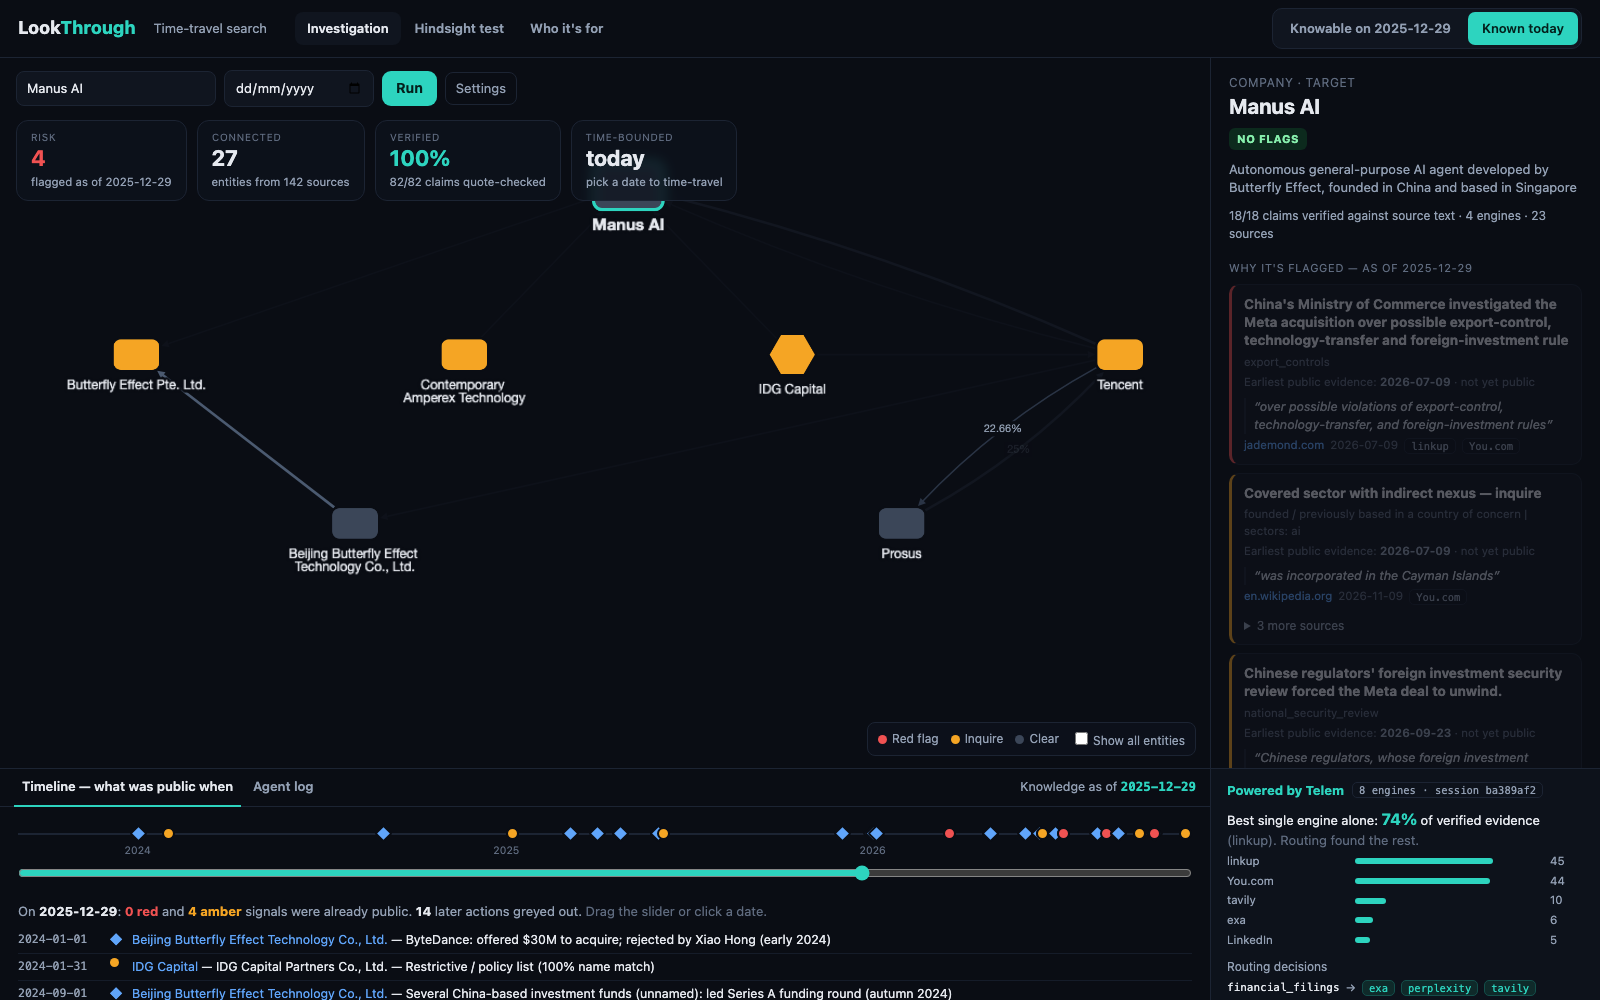 LookThrough Time-travel search Investigation Hindsight test Who it's for Knowable on 2025-12-29 Known today
Manus AI dd/mm/yyyy Run Settings
RISK
4
flagged as of 2025-12-29
CONNECTED
27
entities from 142 sources
VERIFIED
100%
82/82 claims quote-checked
TIME-BOUNDED
today
pick a date to time-travel
Manus AI
Butterfly Effect Pte. Ltd.
Contemporary
Amperex Technology
IDG Capital
Tencent
22.66%
25%
Beijing Butterfly Effect
Technology Co., Ltd.
Prosus
Red flag Inquire Clear Show all entities
COMPANY · TARGET
Manus AI
NO FLAGS
Autonomous general-purpose AI agent developed by
Butterfly Effect, founded in China and based in Singapore
18/18 claims verified against source text · 4 engines · 23
sources
WHY IT'S FLAGGED — AS OF 2025-12-29
China's Ministry of Commerce investigated the
Meta acquisition over possible export-control,
technology-transfer and foreign-investment rule
export_controls
Earliest public evidence: 2026-07-09 · not yet public
“over possible violations of export-control,
technology-transfer, and foreign-investment rules”
jademond.com 2026-07-09 linkup You.com
Covered sector with indirect nexus — inquire
founded / previously based in a country of concern |
sectors: ai
Earliest public evidence: 2026-07-09 · not yet public
“was incorporated in the Cayman Islands”
en.wikipedia.org 2026-11-09 You.com
▶ 3 more sources
Chinese regulators' foreign investment security
review forced the Meta deal to unwind.
national_security_review
Earliest public evidence: 2026-09-23 · not yet public
“Chinese regulators, whose foreign investment
Timeline — what was public when Agent log Knowledge as of 2025-12-29
2024 2025 2026
On 2025-12-29: 0 red and 4 amber signals were already public. 14 later actions greyed out. Drag the slider or click a date.
2024-01-01 Beijing Butterfly Effect Technology Co., Ltd. — ByteDance: offered $30M to acquire; rejected by Xiao Hong (early 2024)
2024-01-31 IDG Capital — IDG Capital Partners Co., Ltd. — Restrictive / policy list (100% name match)
2024-09-01 Beijing Butterfly Effect Technology Co., Ltd. — Several China-based investment funds (unnamed): led Series A funding round (autumn 2024)
Powered by Telem 8 engines · session ba389af2
Best single engine alone: 74% of verified evidence
(linkup). Routing found the rest.
linkup 45
You.com 44
tavily 10
exa 6
LinkedIn 5
Routing decisions
financial_filings → exa perplexity tavily